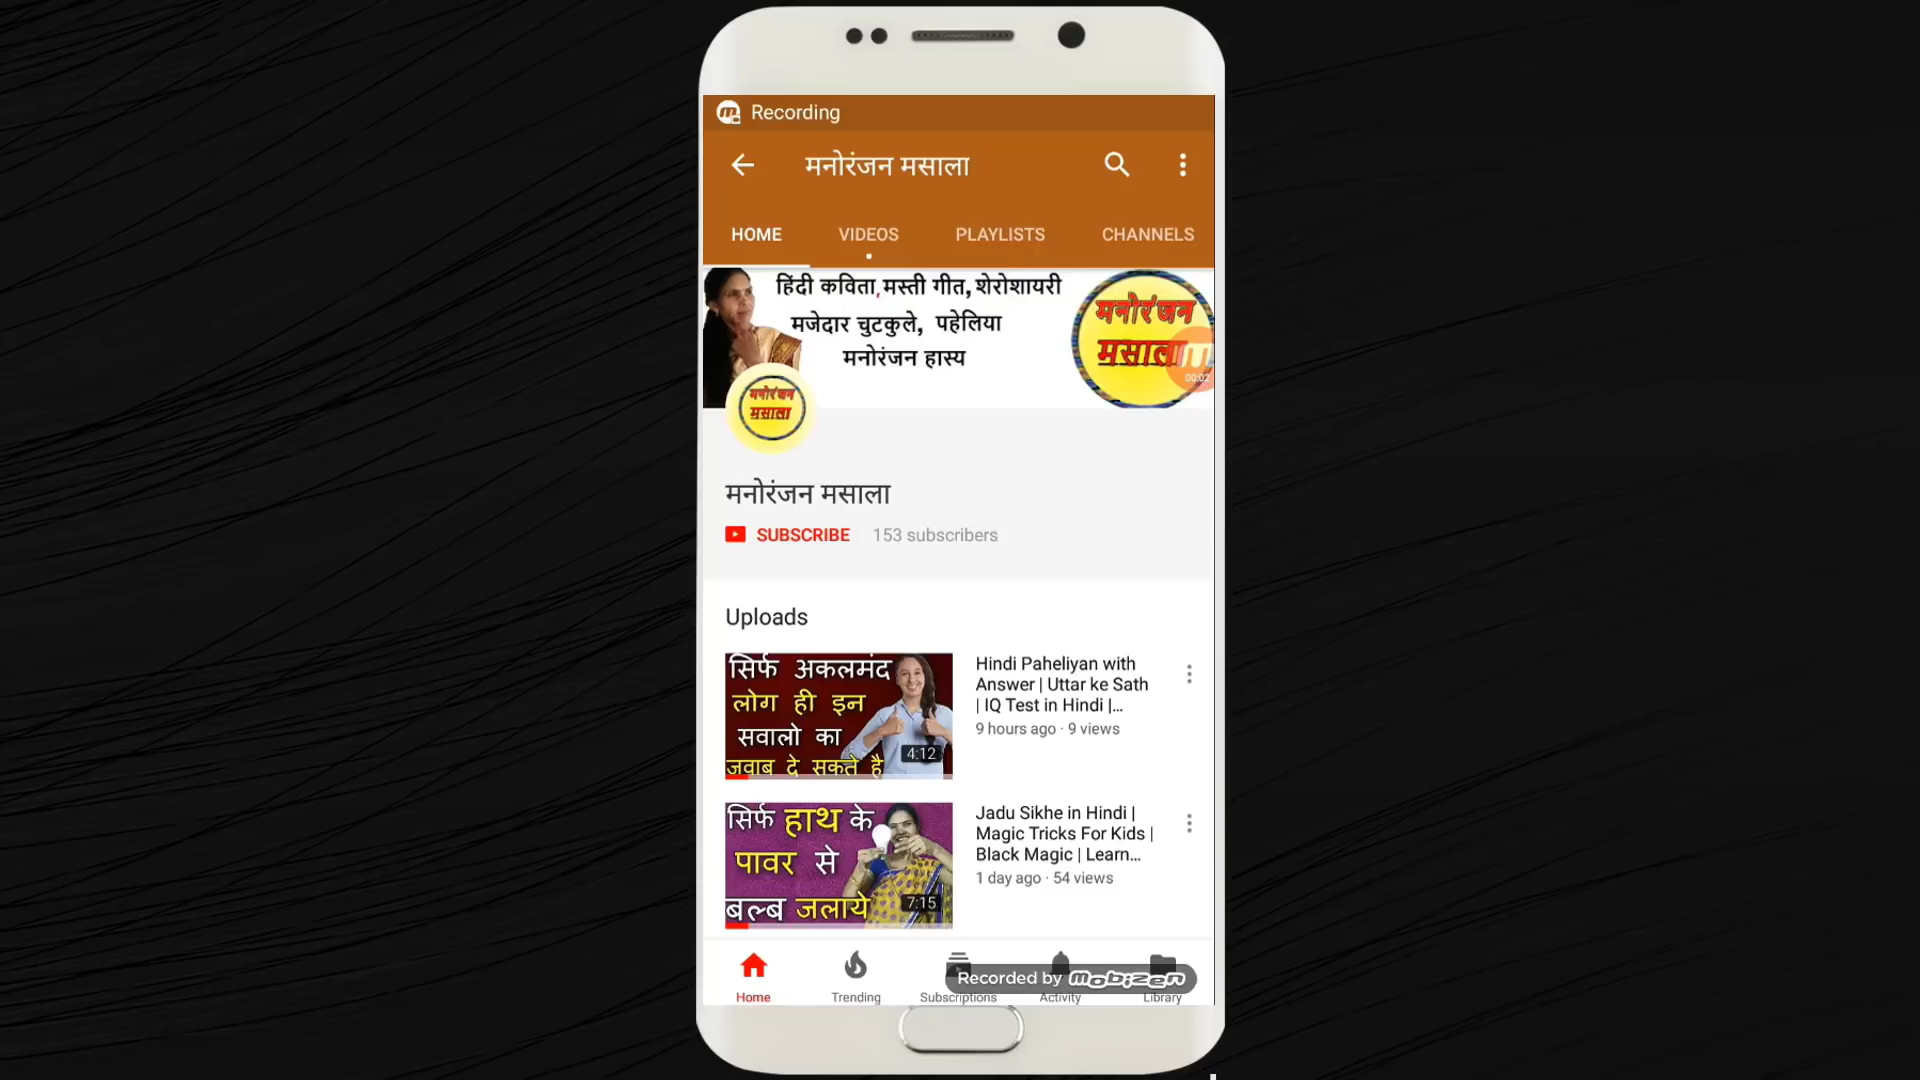 Recording
मनोरंजन मसाला
HOME VIDEOS PLAYLISTS CHANNELS
हिंदी कविता, मस्ती गीत, शेरोशायरी
मजेदार चुटकुले, पहेलिया
मनोरंजन हास्य
मनोरंजन
मसाला
00:02
मनोरंजन
मसाला
मनोरंजन मसाला
SUBSCRIBE 153 subscribers
Uploads
सिर्फ अकलमंद
लोग ही इन
सवालो का
जवाब दे सकते है
4:12
Hindi Paheliyan with
Answer | Uttar ke Sath
| IQ Test in Hindi |...
9 hours ago · 9 views
सिर्फ हाथ के
पावर से
बल्ब जलाये
7:15
Jadu Sikhe in Hindi |
Magic Tricks For Kids |
Black Magic | Learn...
1 day ago · 54 views
Recorded by mobizen
Home Trending Subscriptions Activity Library